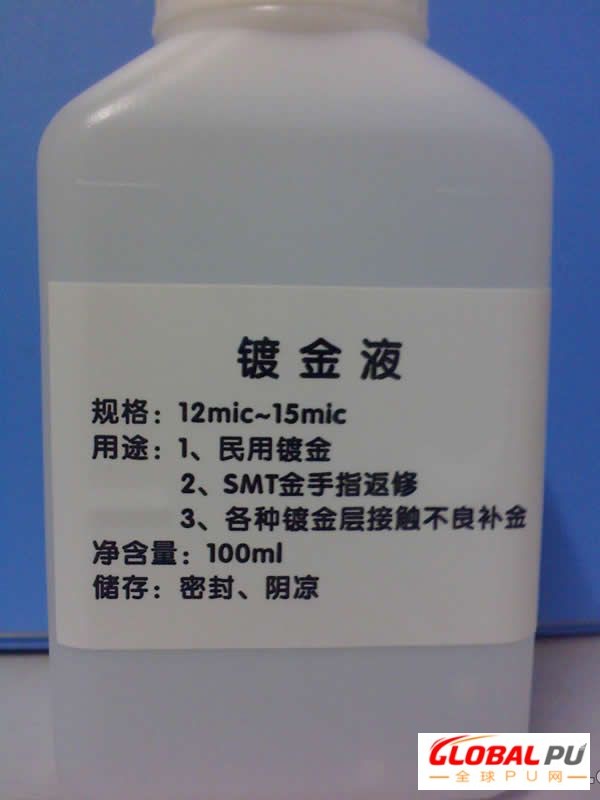 镀金液
规格：12mic~15mic
用途：1、民用镀金
2、SMT金手指返修
3、各种镀金层接触不良补金
净含量：100ml
储存：密封、阴凉
GLOBAL PU
全球PU网